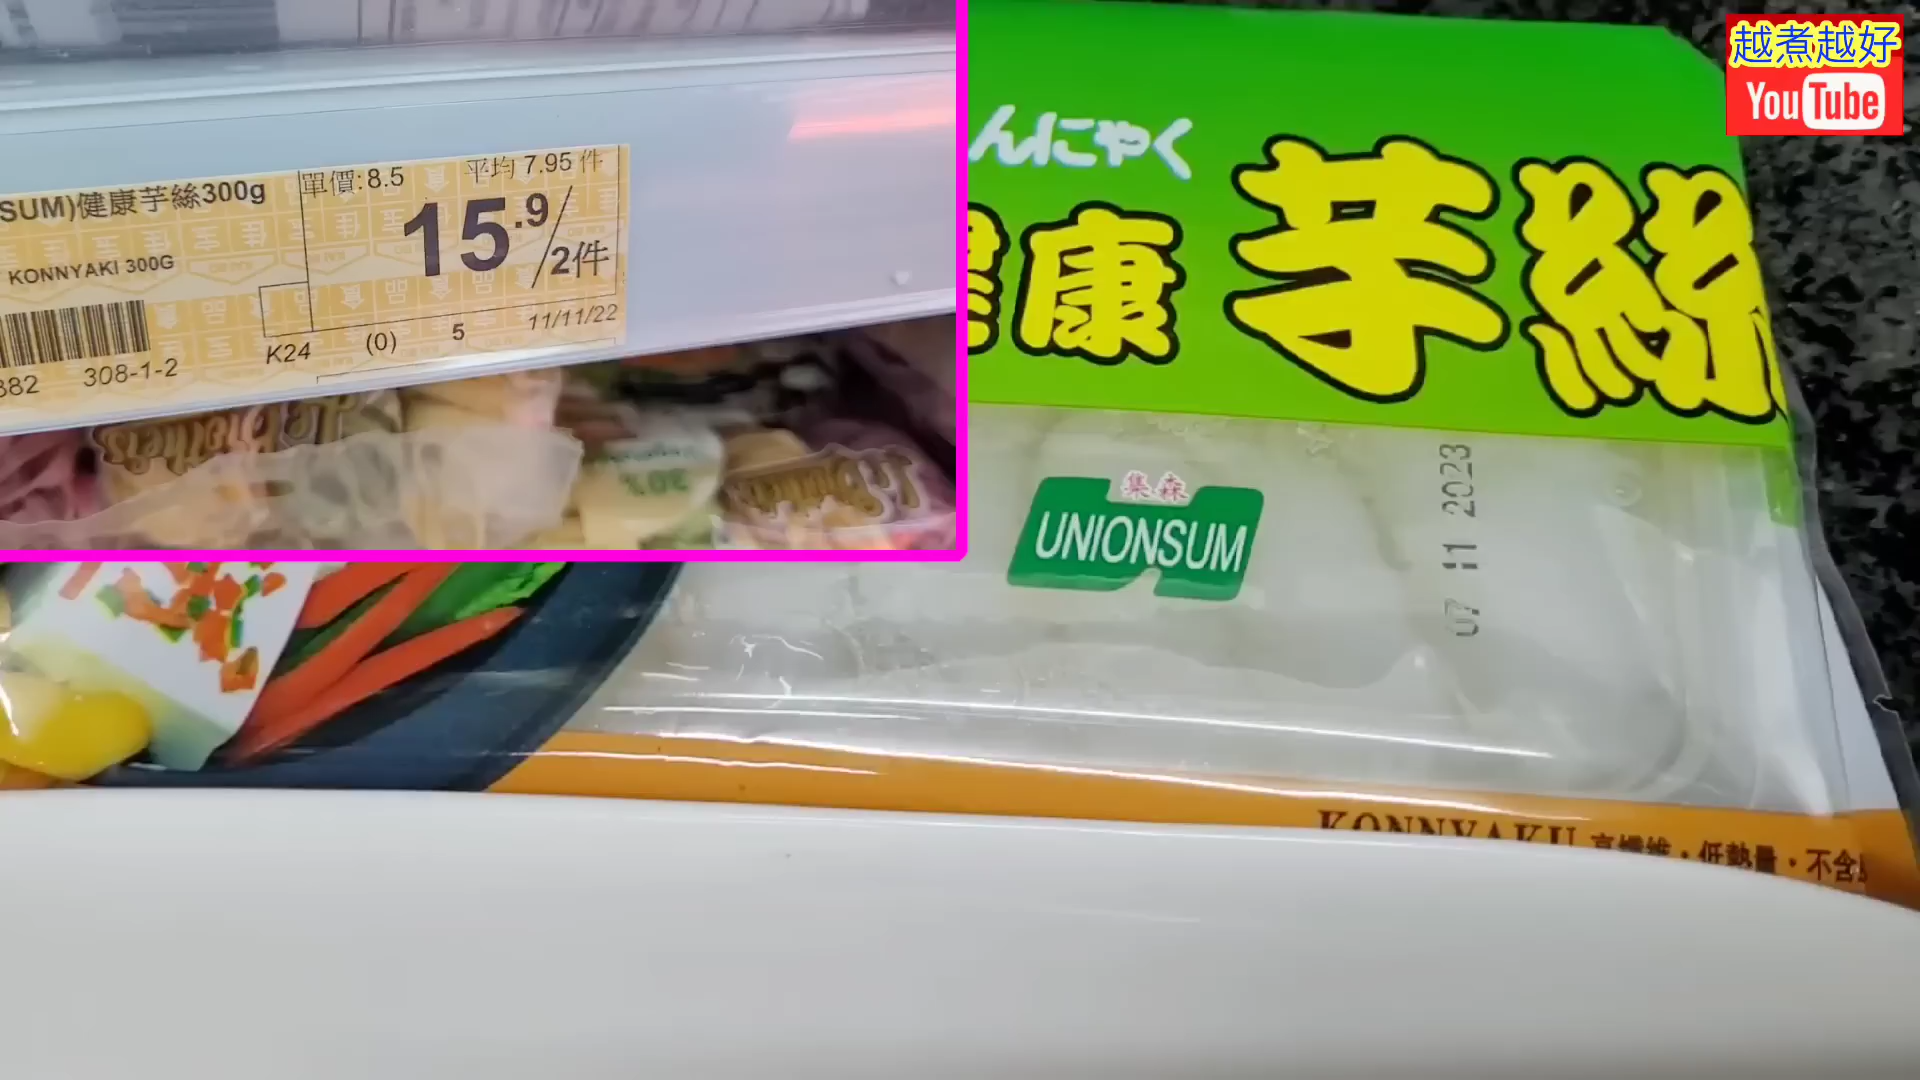 SUM)健康芋絲300g
單價:8.5
平均 7.95 件
15.9/2件
KONNYAKI 300G
382 308-1-2
K24 (0) 5 11/11/22
Le Brothers
越煮越好
YouTube
んにゃく
健康 芋絲
集森
UNIONSUM
07 11 2023
KONNYAKU 高纖維・低熱量・不含